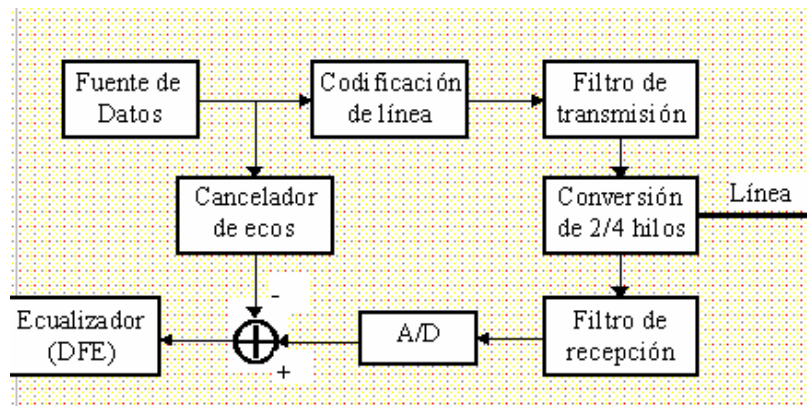 Fuente de
Datos
Codificación
de línea
Filtro de
transmisión
Cancelador
de ecos
Conversión
de 2/4 hilos
Línea
-
Ecualizador
(DFE)
+
A/D
Filtro de
recepción